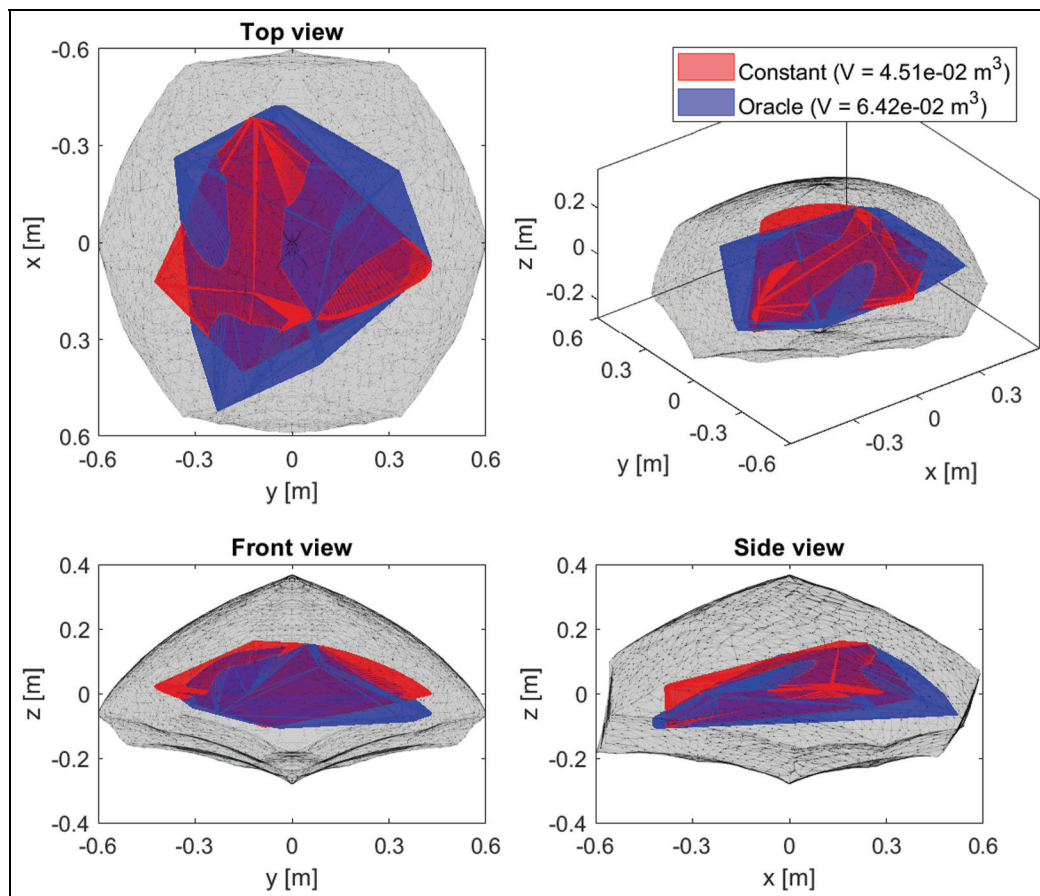 Top view
-0.6
-0.3
0
0.3
0.6
x [m]
-0.6 -0.3 0 0.3 0.6
y [m]
Constant (V = 4.51e-02 m³)
Oracle (V = 6.42e-02 m³)
0.2
0
-0.2
z [m]
0.6
0.3
0
-0.3
-0.6
y [m]
-0.3
0
0.3
x [m]
Front view
0.4
0.2
0
-0.2
-0.4
z [m]
-0.6 -0.3 0 0.3 0.6
y [m]
Side view
0.4
0.2
0
-0.2
-0.4
z [m]
-0.6 -0.3 0 0.3 0.6
x [m]